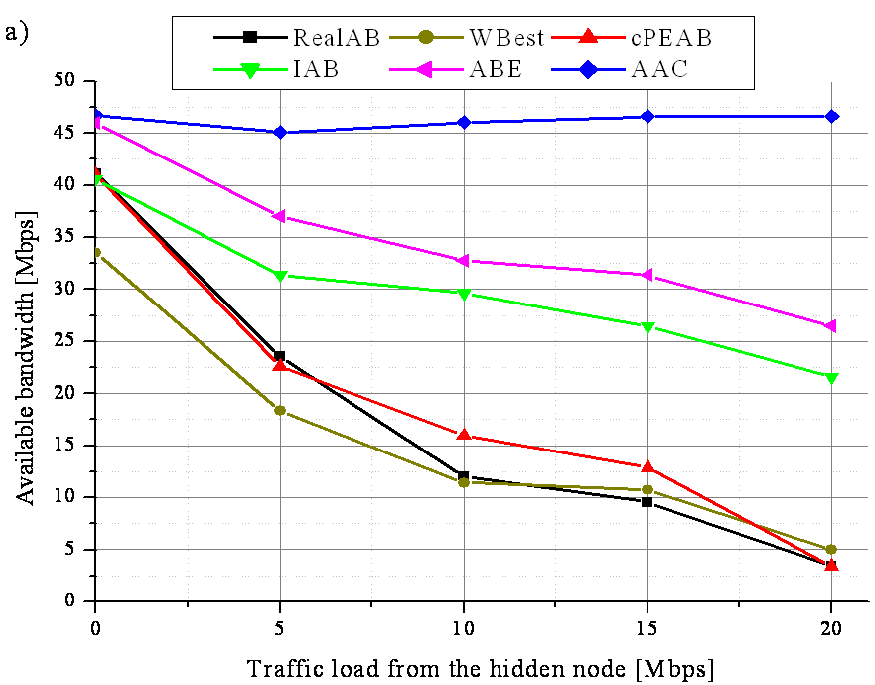 a)
RealAB WBest cPEAB
IAB ABE AAC
50
45
40
35
30
25
20
15
10
5
0
Available bandwidth [Mbps]
0 5 10 15 20
Traffic load from the hidden node [Mbps]